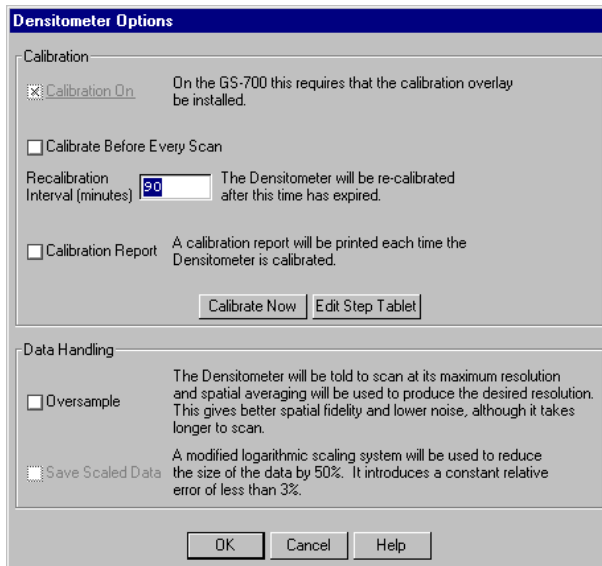 Densitometer Options
Calibration
Calibration On
On the GS-700 this requires that the calibration overlay
be installed.
Calibrate Before Every Scan
Recalibration
Interval (minutes)
90
The Densitometer will be re-calibrated
after this time has expired.
Calibration Report
A calibration report will be printed each time the
Densitometer is calibrated.
Calibrate Now
Edit Step Tablet
Data Handling
Oversample
The Densitometer will be told to scan at its maximum resolution
and spatial averaging will be used to produce the desired resolution.
This gives better spatial fidelity and lower noise, although it takes
longer to scan.
Save Scaled Data
A modified logarithmic scaling system will be used to reduce
the size of the data by 50%. It introduces a constant relative
error of less than 3%.
OK
Cancel
Help